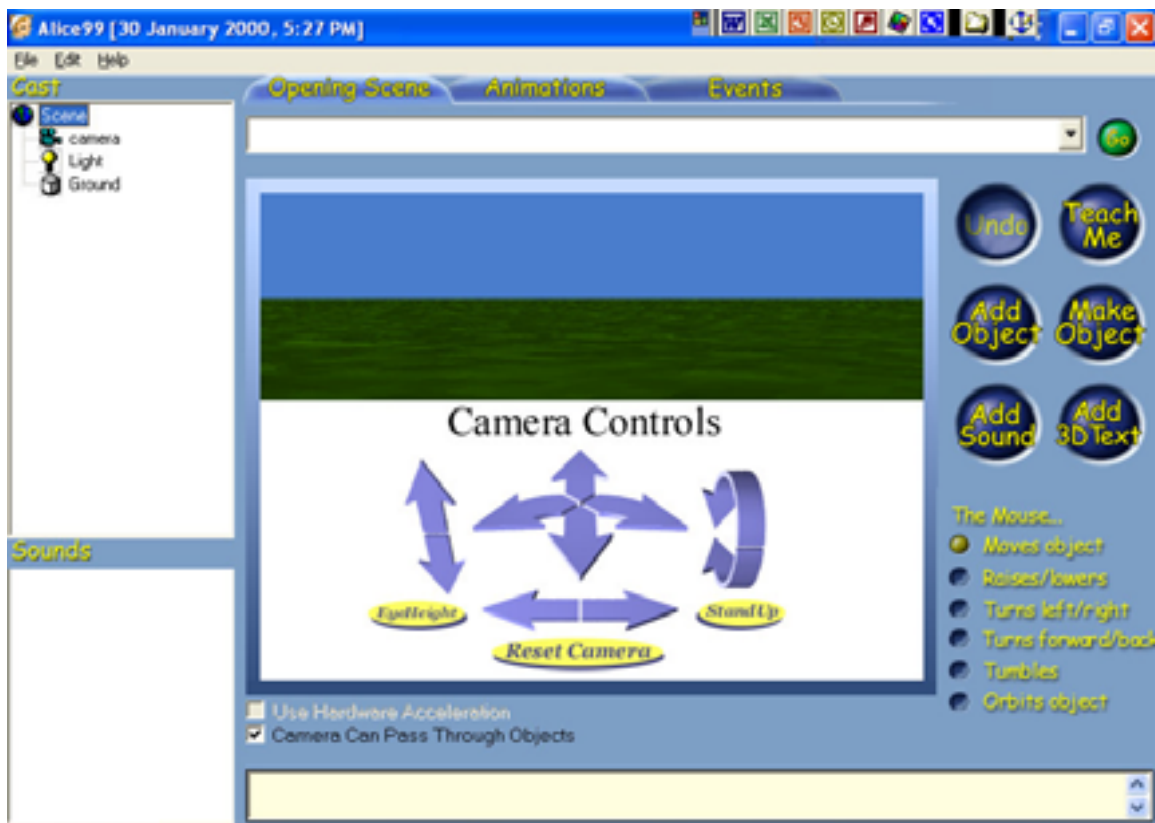 Alice99 [30 January 2000, 5:27 PM]
File Edit Help
Cast
Opening Scene Animations Events
Scene
camera
Light
Ground
Go
Undo
Teach Me
Add Object
Make Object
Add Sound
Add 3D Text
Camera Controls
EyeHeight
StandUp
Reset Camera
The Mouse...
Moves object
Raises/lowers
Turns left/right
Turns forward/back
Tumbles
Orbits object
Sounds
Use Hardware Acceleration
Camera Can Pass Through Objects